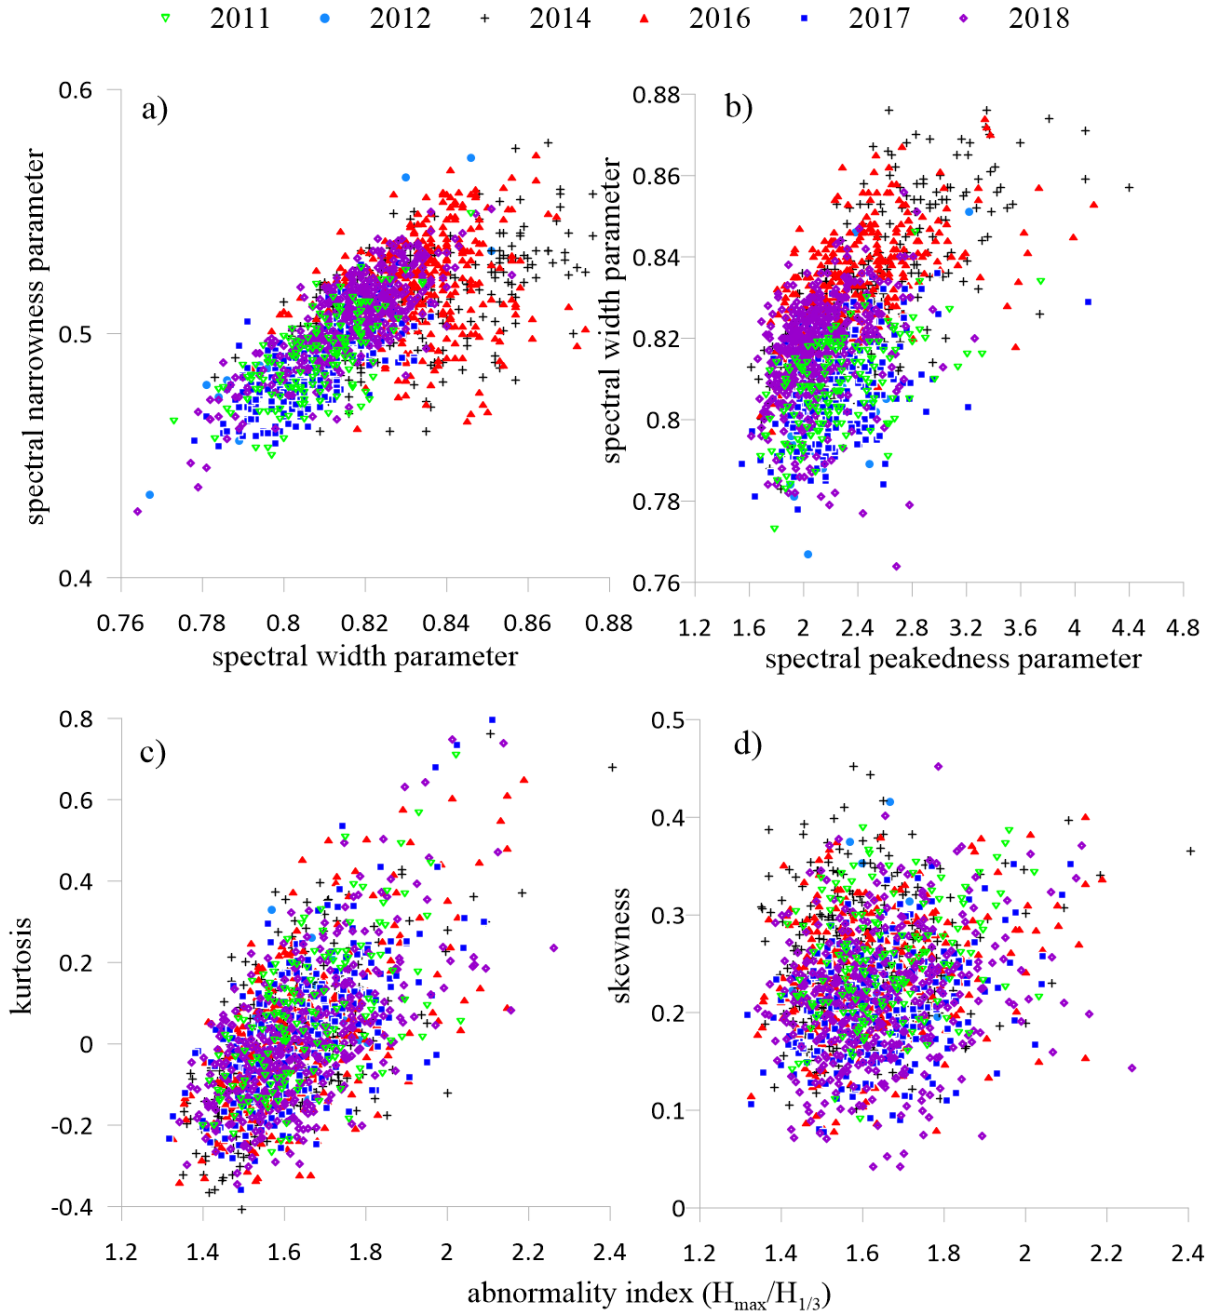 2011 2012 2014 2016 2017 2018
a)
spectral narrowness parameter
0.6
0.5
0.4
0.76 0.78 0.8 0.82 0.84 0.86 0.88
spectral width parameter
b)
spectral width parameter
0.88
0.86
0.84
0.82
0.8
0.78
0.76
1.2 1.6 2 2.4 2.8 3.2 3.6 4 4.4 4.8
spectral peakedness parameter
c)
kurtosis
0.8
0.6
0.4
0.2
0
-0.2
-0.4
1.2 1.4 1.6 1.8 2 2.2 2.4
d)
skewness
0.5
0.4
0.3
0.2
0.1
0
1.2 1.4 1.6 1.8 2 2.2 2.4
abnormality index (Hmax/H1/3)